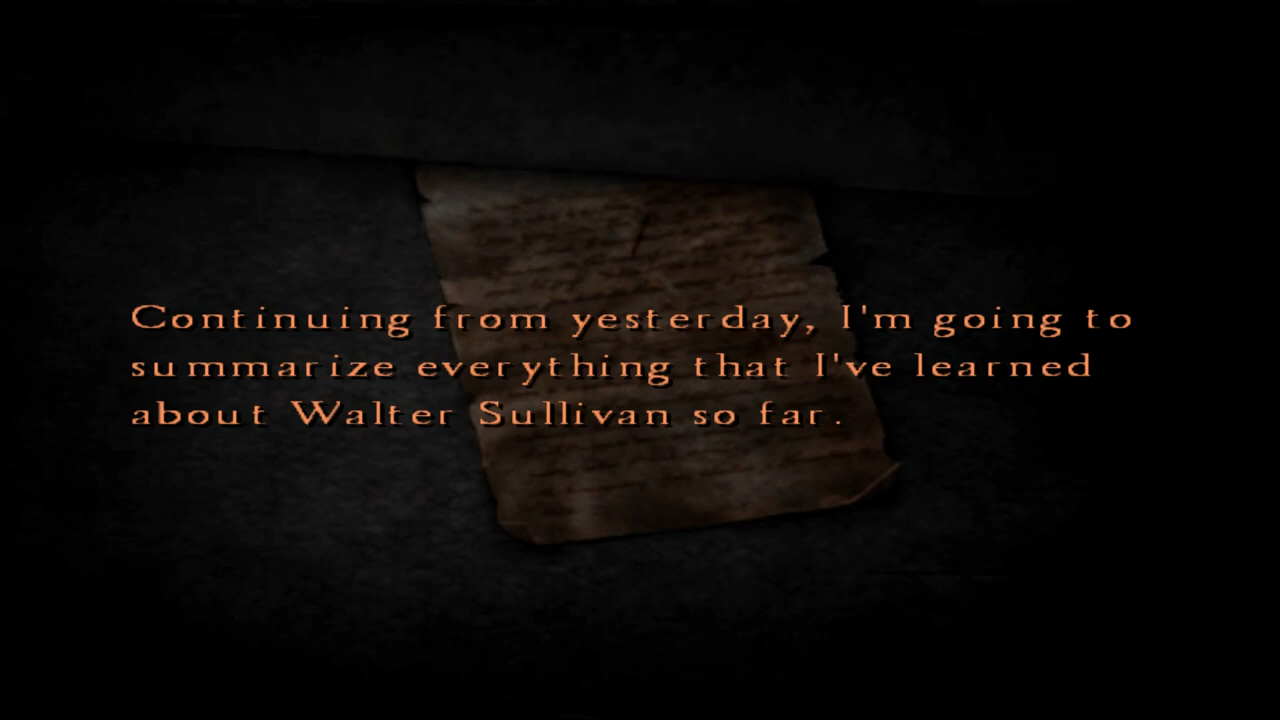 Continuing from yesterday, I'm going to
summarize everything that I've learned
about Walter Sullivan so far.